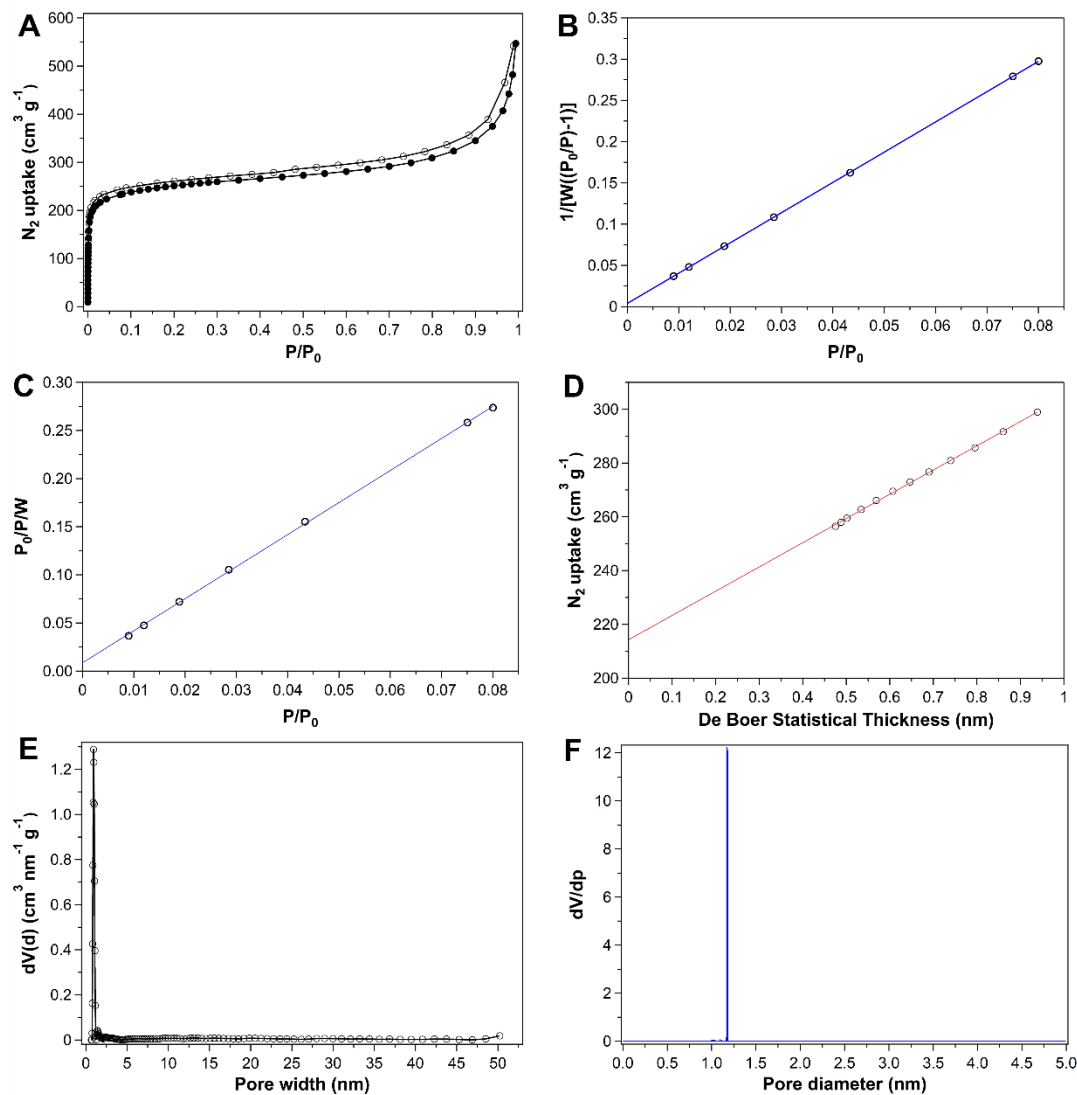 A
600
500
400
300
200
100
0
N₂ uptake (cm³ g⁻¹)
0 0.1 0.2 0.3 0.4 0.5 0.6 0.7 0.8 0.9 1
P/P₀
B
0.35
0.3
0.25
0.2
0.15
0.1
0.05
0
1/[W((P₀/P)-1)]
0 0.01 0.02 0.03 0.04 0.05 0.06 0.07 0.08
P/P₀
C
0.30
0.25
0.20
0.15
0.10
0.05
0.00
P₀/P/W
0 0.01 0.02 0.03 0.04 0.05 0.06 0.07 0.08
P/P₀
D
300
280
260
240
220
200
N₂ uptake (cm³ g⁻¹)
0 0.1 0.2 0.3 0.4 0.5 0.6 0.7 0.8 0.9 1
De Boer Statistical Thickness (nm)
E
1.2
1.0
0.8
0.6
0.4
0.2
0
dV(d) (cm³ nm⁻¹ g⁻¹)
0 5 10 15 20 25 30 35 40 45 50
Pore width (nm)
F
12
10
8
6
4
2
0
dV/dp
0.0 0.5 1.0 1.5 2.0 2.5 3.0 3.5 4.0 4.5 5.0
Pore diameter (nm)